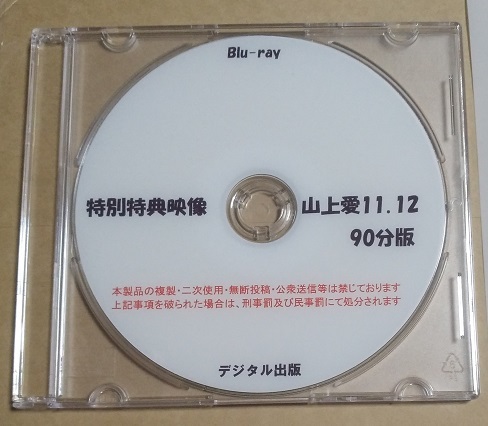 Blu-ray
特別特典映像 山上愛11.12
90分版
本製品の複製・二次使用・無断投稿・公衆送信等は禁じております
上記事項を破られた場合は、刑事罰及び民事罰にて処分されます
デジタル出版